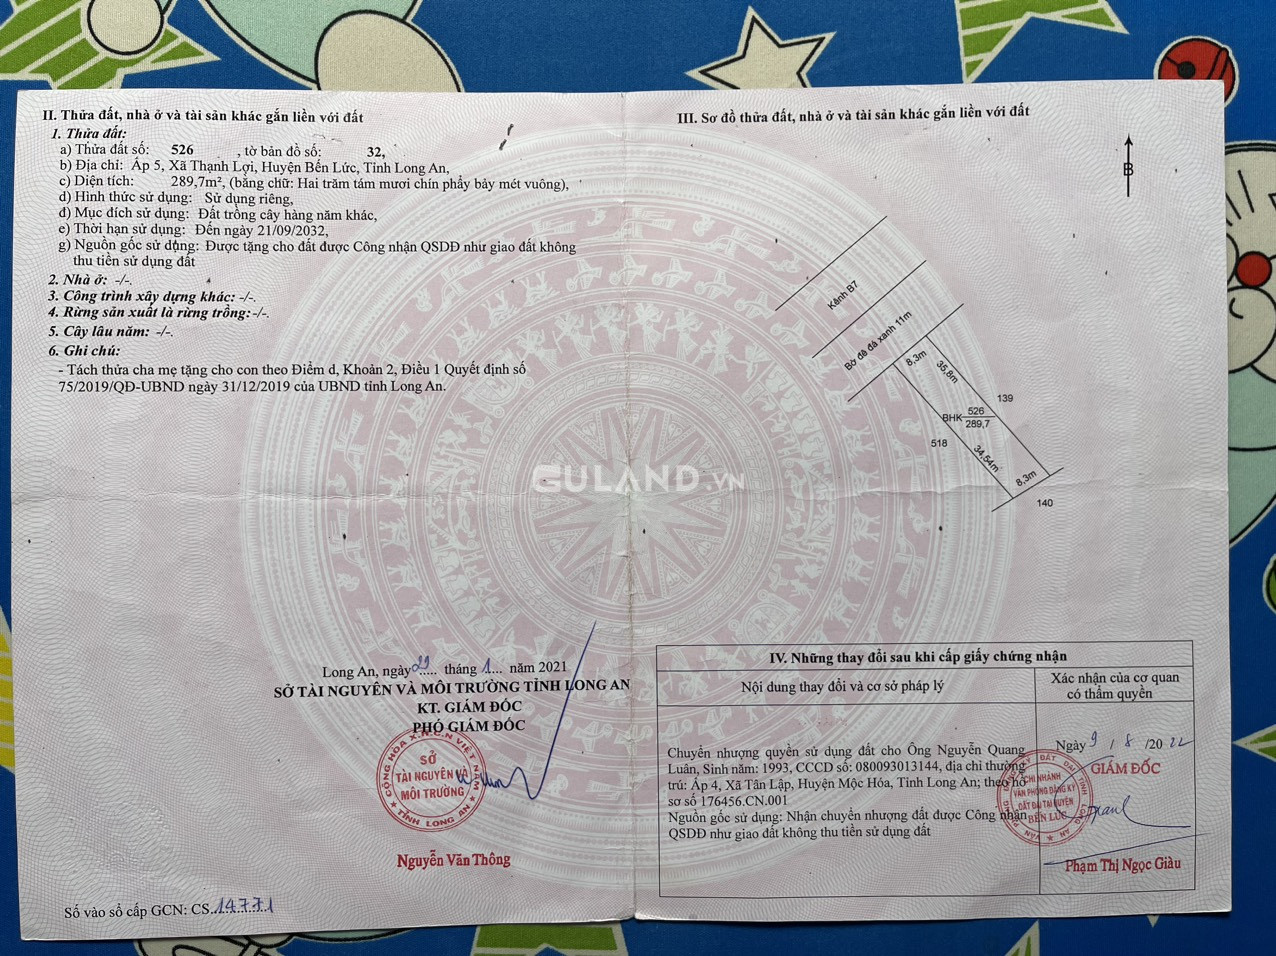 II. Thửa đất, nhà ở và tài sản khác gắn liền với đất
1. Thửa đất:
a) Thửa đất số: 526 , tờ bản đồ số: 32,
b) Địa chỉ: Ấp 5, Xã Thạnh Lợi, Huyện Bến Lức, Tỉnh Long An,
c) Diện tích: 289,7m², (bằng chữ: Hai trăm tám mươi chín phẩy bảy mét vuông),
d) Hình thức sử dụng: Sử dụng riêng,
đ) Mục đích sử dụng: Đất trồng cây hàng năm khác,
e) Thời hạn sử dụng: Đến ngày 21/09/2032,
g) Nguồn gốc sử dụng: Được tặng cho đất được Công nhận QSDĐ như giao đất không
thu tiền sử dụng đất
2. Nhà ở: -/-.
3. Công trình xây dựng khác: -/-.
4. Rừng sản xuất là rừng trồng:-/-.
5. Cây lâu năm: -/-.
6. Ghi chú:
- Tách thửa cha mẹ tặng cho con theo Điểm d, Khoản 2, Điều 1 Quyết định số
75/2019/QĐ-UBND ngày 31/12/2019 của UBND tỉnh Long An.
Long An, ngày 29 tháng 1 năm 2021
SỞ TÀI NGUYÊN VÀ MÔI TRƯỜNG TỈNH LONG AN
KT. GIÁM ĐỐC
PHÓ GIÁM ĐỐC
CỘNG HÒA X.H.C.N VIỆT NAM
SỞ
TÀI NGUYÊN VÀ
MÔI TRƯỜNG
TỈNH LONG AN
Nguyễn Văn Thông
Số vào sổ cấp GCN: CS.14771
III. Sơ đồ thửa đất, nhà ở và tài sản khác gắn liền với đất
B
Kênh B7
Bờ đê đá xanh 11m
8,3m
35,8m
139
BHK 526
289,7
518
34,54m
8,3m
140
GULAND.VN
IV. Những thay đổi sau khi cấp giấy chứng nhận
Nội dung thay đổi và cơ sở pháp lý
Xác nhận của cơ quan
có thẩm quyền
Chuyển nhượng quyền sử dụng đất cho Ông Nguyễn Quang
Luân, Sinh năm: 1993, CCCD số: 080093013144, địa chỉ thường
trú: Ấp 4, Xã Tân Lập, Huyện Mộc Hóa, Tỉnh Long An; theo hồ
sơ số 176456.CN.001
Nguồn gốc sử dụng: Nhận chuyển nhượng đất được Công nhận
QSDĐ như giao đất không thu tiền sử dụng đất
Ngày 9 / 8 /2022
GIÁM ĐỐC
CHI NHÁNH
VĂN PHÒNG ĐĂNG KÝ
ĐẤT ĐAI TẠI HUYỆN
BẾN LỨC
Phạm Thị Ngọc Giàu